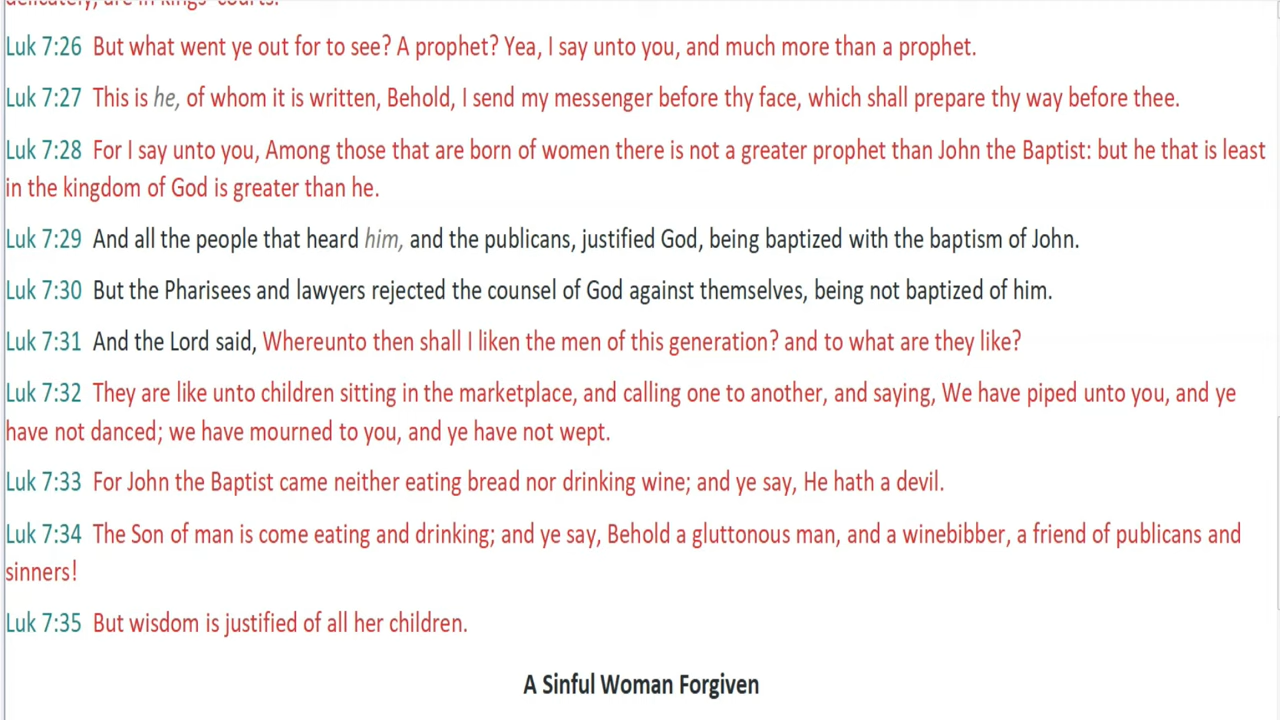 delicately, are in kings' courts.
Luk 7:26 But what went ye out for to see? A prophet? Yea, I say unto you, and much more than a prophet.
Luk 7:27 This is he, of whom it is written, Behold, I send my messenger before thy face, which shall prepare thy way before thee.
Luk 7:28 For I say unto you, Among those that are born of women there is not a greater prophet than John the Baptist: but he that is least
in the kingdom of God is greater than he.
Luk 7:29 And all the people that heard him, and the publicans, justified God, being baptized with the baptism of John.
Luk 7:30 But the Pharisees and lawyers rejected the counsel of God against themselves, being not baptized of him.
Luk 7:31 And the Lord said, Whereunto then shall I liken the men of this generation? and to what are they like?
Luk 7:32 They are like unto children sitting in the marketplace, and calling one to another, and saying, We have piped unto you, and ye
have not danced; we have mourned to you, and ye have not wept.
Luk 7:33 For John the Baptist came neither eating bread nor drinking wine; and ye say, He hath a devil.
Luk 7:34 The Son of man is come eating and drinking; and ye say, Behold a gluttonous man, and a winebibber, a friend of publicans and
sinners!
Luk 7:35 But wisdom is justified of all her children.
A Sinful Woman Forgiven